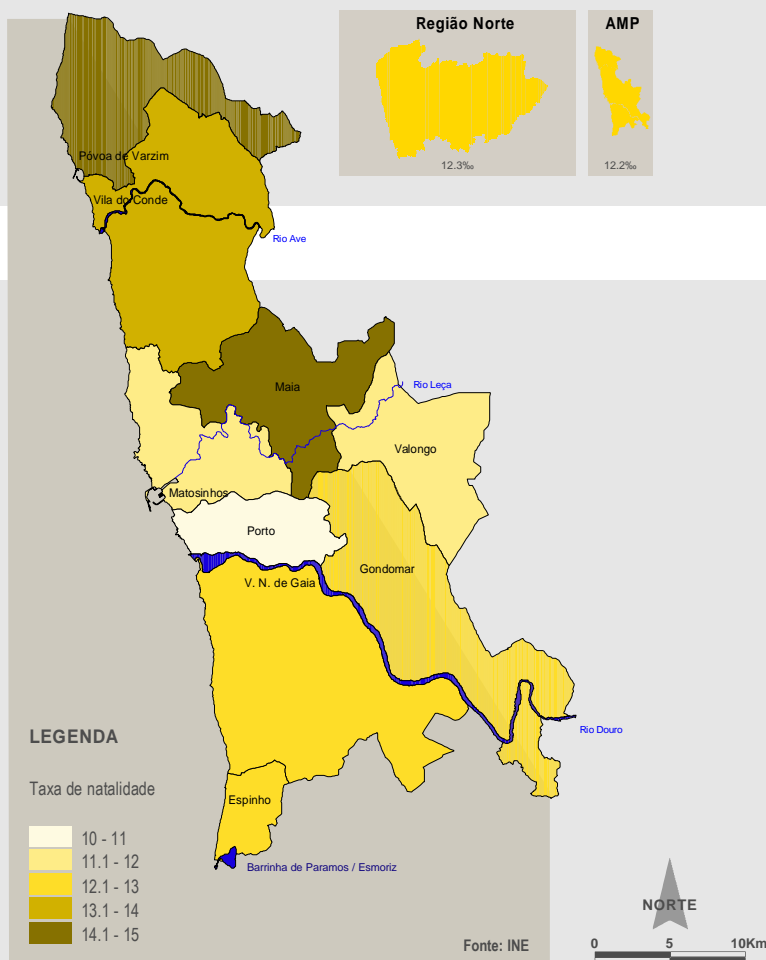 Região Norte
12.3‰
AMP
12.2‰
Póvoa de Varzim
Vila do Conde
Rio Ave
Maia
Rio Leça
Valongo
Matosinhos
Porto
Gondomar
V. N. de Gaia
Rio Douro
Espinho
Barrinha de Paramos / Esmoriz
LEGENDA
Taxa de natalidade
10 - 11
11.1 - 12
12.1 - 13
13.1 - 14
14.1 - 15
Fonte: INE
NORTE
0 5 10Km